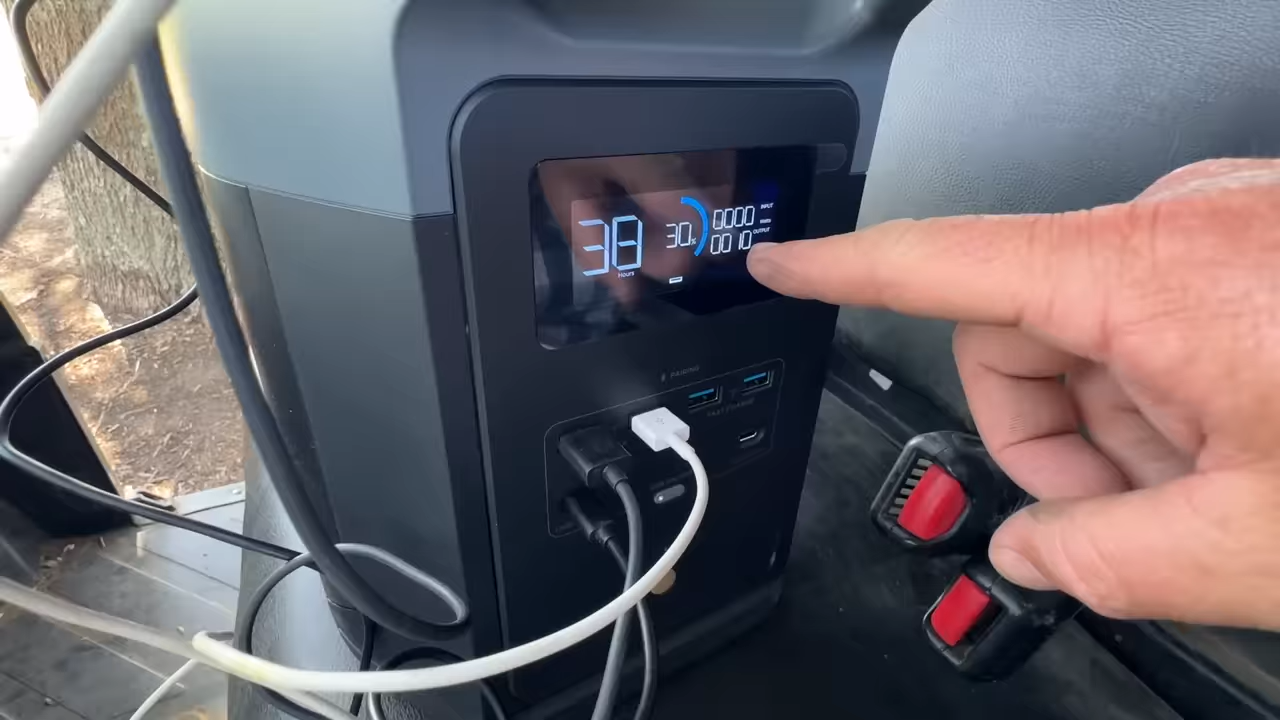 38
Hours
30%
0000
INPUT
Watts
0010
OUTPUT
PAIRING
FAST CHARGE